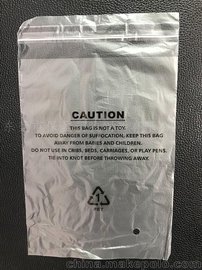 CAUTION
THIS BAG IS NOT A TOY.
TO AVOID DANGER OF SUFFOCATION, KEEP THIS BAG
AWAY FROM BABIES AND CHILDREN.
DO NOT USE IN CRIBS, BEDS, CARRIAGES, OR PLAY PENS.
TIE INTO KNOT BEFORE THROWING AWAY.
1
PET
china.makepolo.com